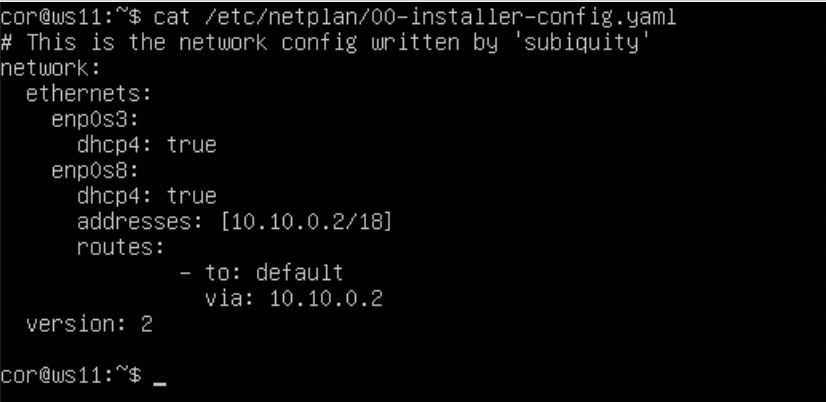 cor@ws11:~$ cat /etc/netplan/00-installer-config.yaml
# This is the network config written by 'subiquity'
network:
  ethernets:
    enp0s3:
      dhcp4: true
    enp0s8:
      dhcp4: true
      addresses: [10.10.0.2/18]
      routes:
              - to: default
                via: 10.10.0.2
  version: 2

cor@ws11:~$ _